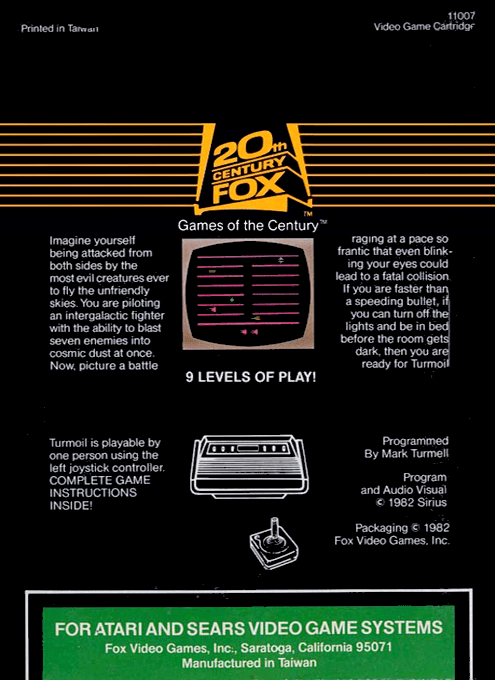 11007
Printed in Taiwan
Video Game Cartridge
20th
CENTURY
FOX
TM
Games of the Century™
Imagine yourself
being attacked from
both sides by the
most evil creatures ever
to fly the unfriendly
skies. You are piloting
an intergalactic fighter
with the ability to blast
seven enemies into
cosmic dust at once.
Now, picture a battle
raging at a pace so
frantic that even blink-
ing your eyes could
lead to a fatal collision.
If you are faster than
a speeding bullet, if
you can turn off the
lights and be in bed
before the room gets
dark, then you are
ready for Turmoil
9 LEVELS OF PLAY!
Turmoil is playable by
one person using the
left joystick controller.
COMPLETE GAME
INSTRUCTIONS
INSIDE!
Programmed
By Mark Turmell
Program
and Audio Visual
© 1982 Sirius
Packaging © 1982
Fox Video Games, Inc.
FOR ATARI AND SEARS VIDEO GAME SYSTEMS
Fox Video Games, Inc., Saratoga, California 95071
Manufactured in Taiwan